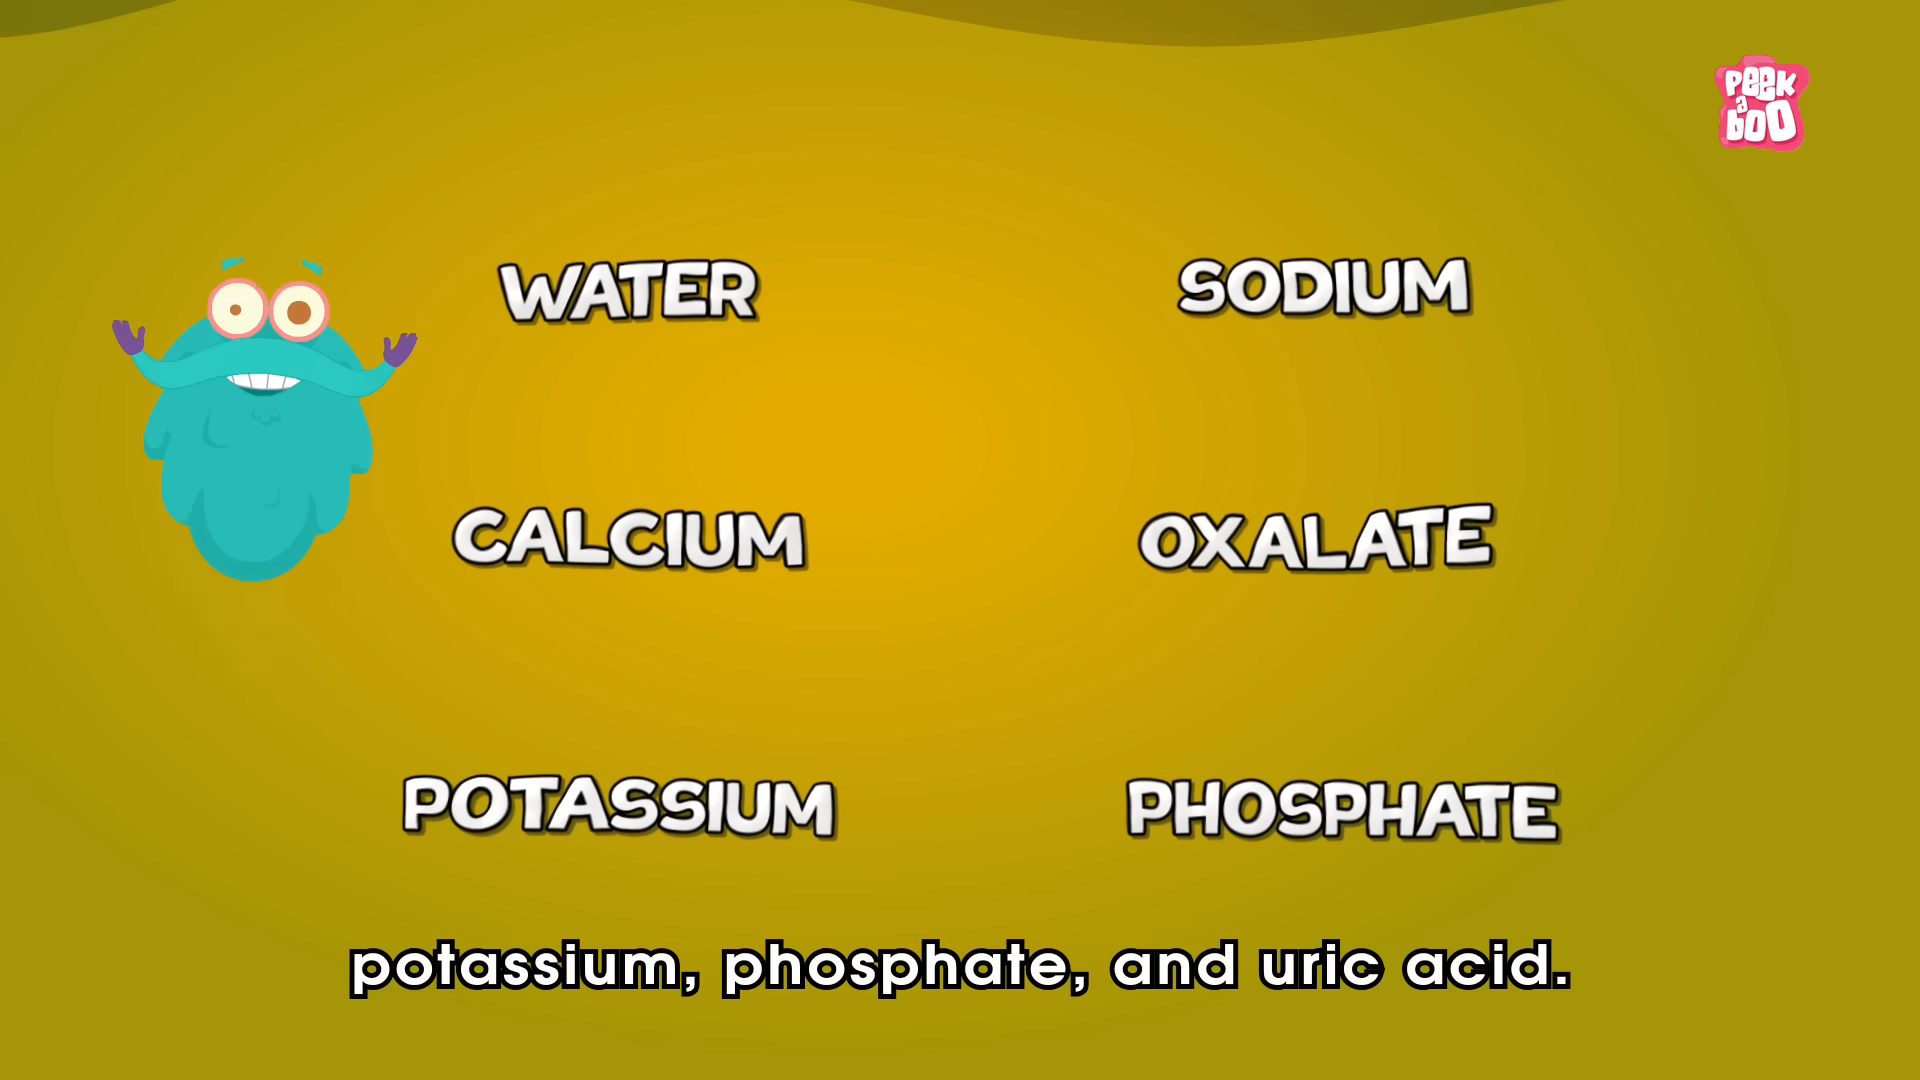 PEEK
a
boo
WATER
SODIUM
CALCIUM
OXALATE
POTASSIUM
PHOSPHATE
potassium, phosphate, and uric acid.